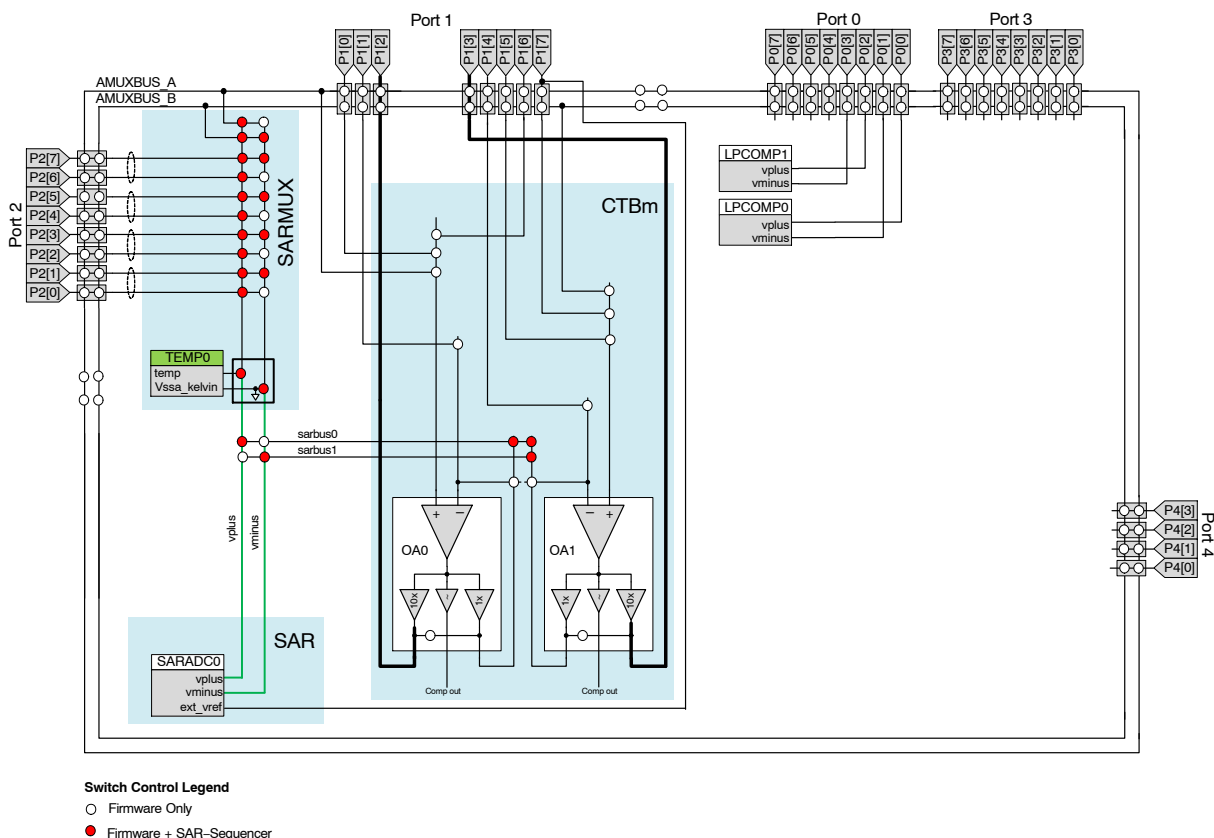 Port 1
Port 0
Port 3
P1[0]
P1[1]
P1[2]
P1[3]
P1[4]
P1[5]
P1[6]
P1[7]
P0[7]
P0[6]
P0[5]
P0[4]
P0[3]
P0[2]
P0[1]
P0[0]
P3[7]
P3[6]
P3[5]
P3[4]
P3[3]
P3[2]
P3[1]
P3[0]
AMUXBUS_A
AMUXBUS_B
Port 2
P2[7]
P2[6]
P2[5]
P2[4]
P2[3]
P2[2]
P2[1]
P2[0]
SARMUX
LPCOMP1
vplus
vminus
LPCOMP0
vplus
vminus
CTBm
TEMP0
temp
Vssa_kelvin
sarbus0
sarbus1
vplus
vminus
+
−
OA0
10x
~
1x
Comp out
−
+
OA1
1x
~
10x
Comp out
P4[3]
P4[2]
P4[1]
P4[0]
Port 4
SAR
SARADC0
vplus
vminus
ext_vref
Switch Control Legend
Firmware Only
Firmware + SAR−Sequencer